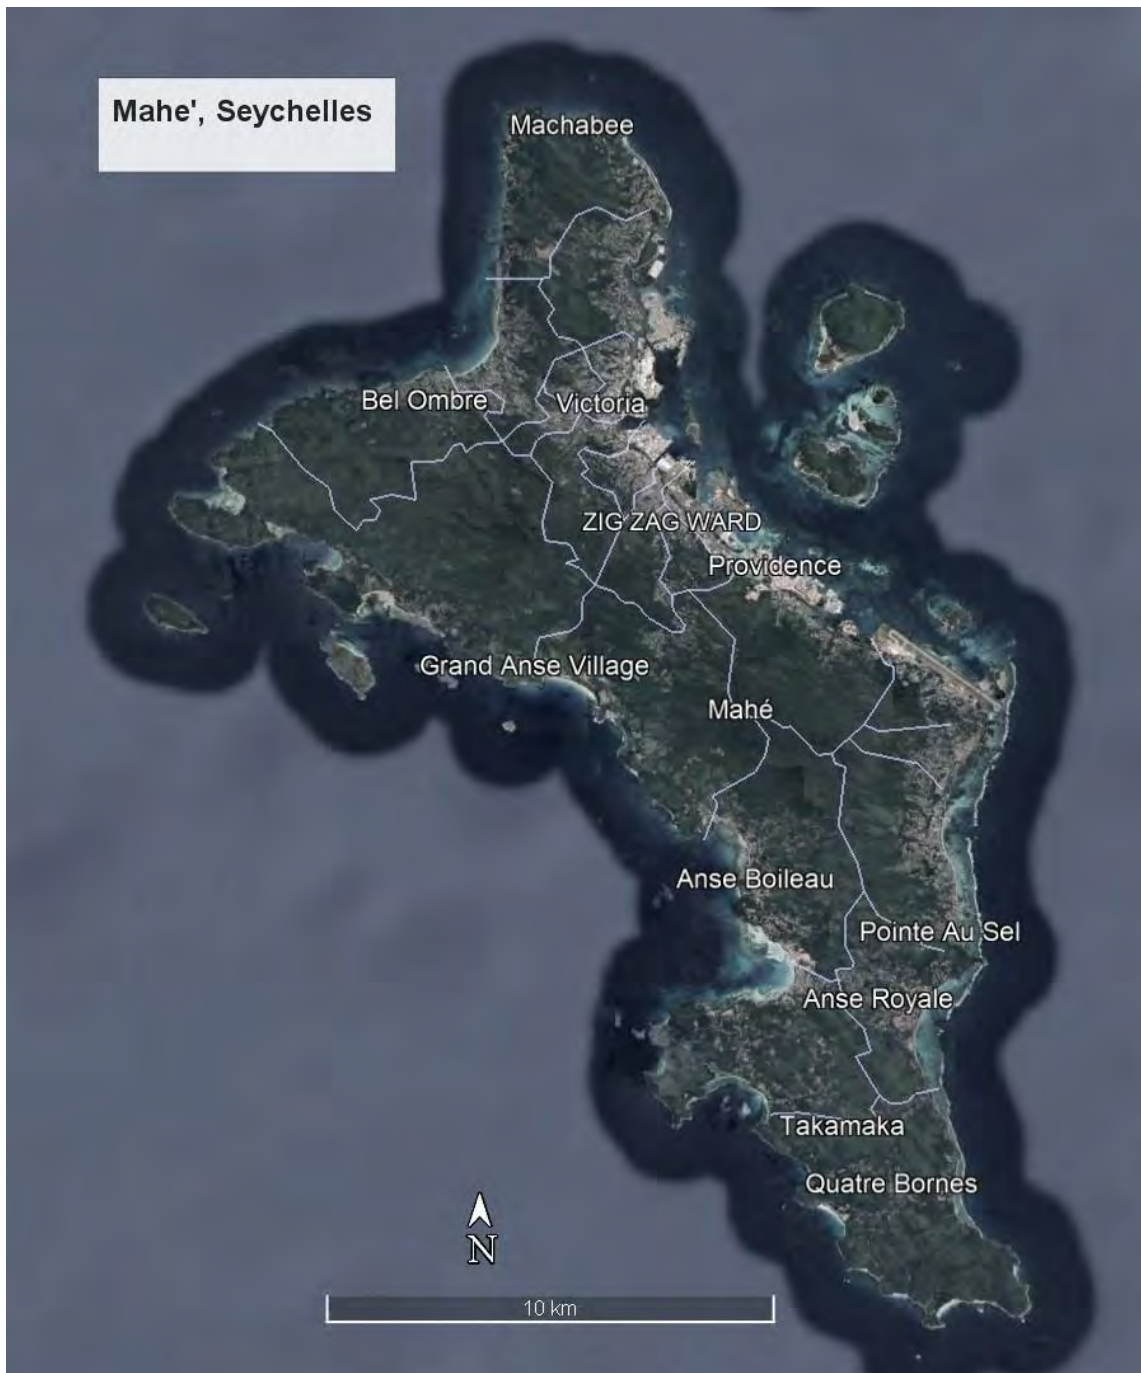 Mahe', Seychelles
Machabee
Bel Ombre
Victoria
ZIG ZAG WARD
Providence
Grand Anse Village
Mahé
Anse Boileau
Pointe Au Sel
Anse Royale
Takamaka
Quatre Bornes
N
10 km